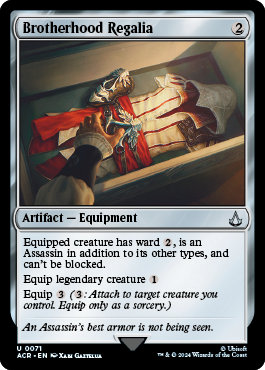 Brotherhood Regalia 2
Artifact — Equipment
Equipped creature has ward 2, is an
Assassin in addition to its other types, and
can't be blocked.
Equip legendary creature 1
Equip 3 (3: Attach to target creature you
control. Equip only as a sorcery.)
An Assassin's best armor is not being seen.
U 0071
ACR • EN Xabi Gaztelua
© Ubisoft
™ & © 2024 Wizards of the Coast